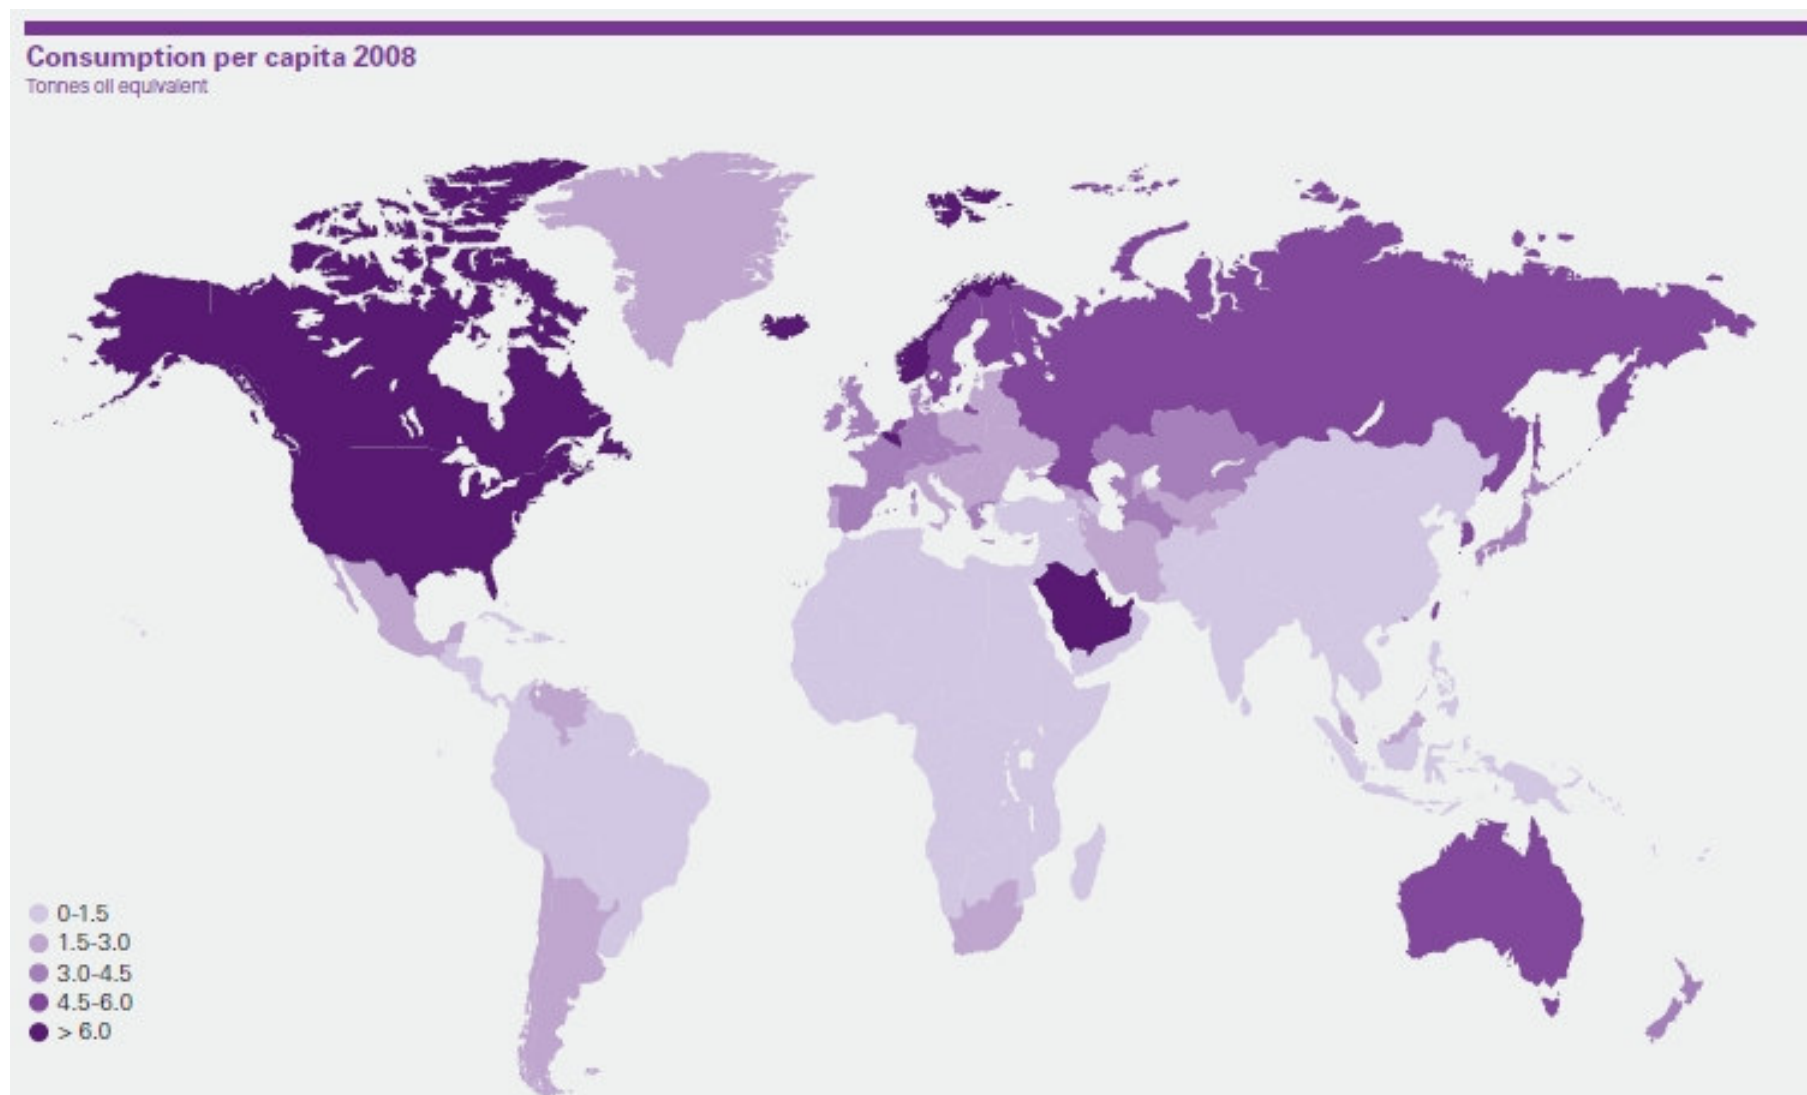 Consumption per capita 2008
Tonnes oil equivalent
0-1.5
1.5-3.0
3.0-4.5
4.5-6.0
> 6.0